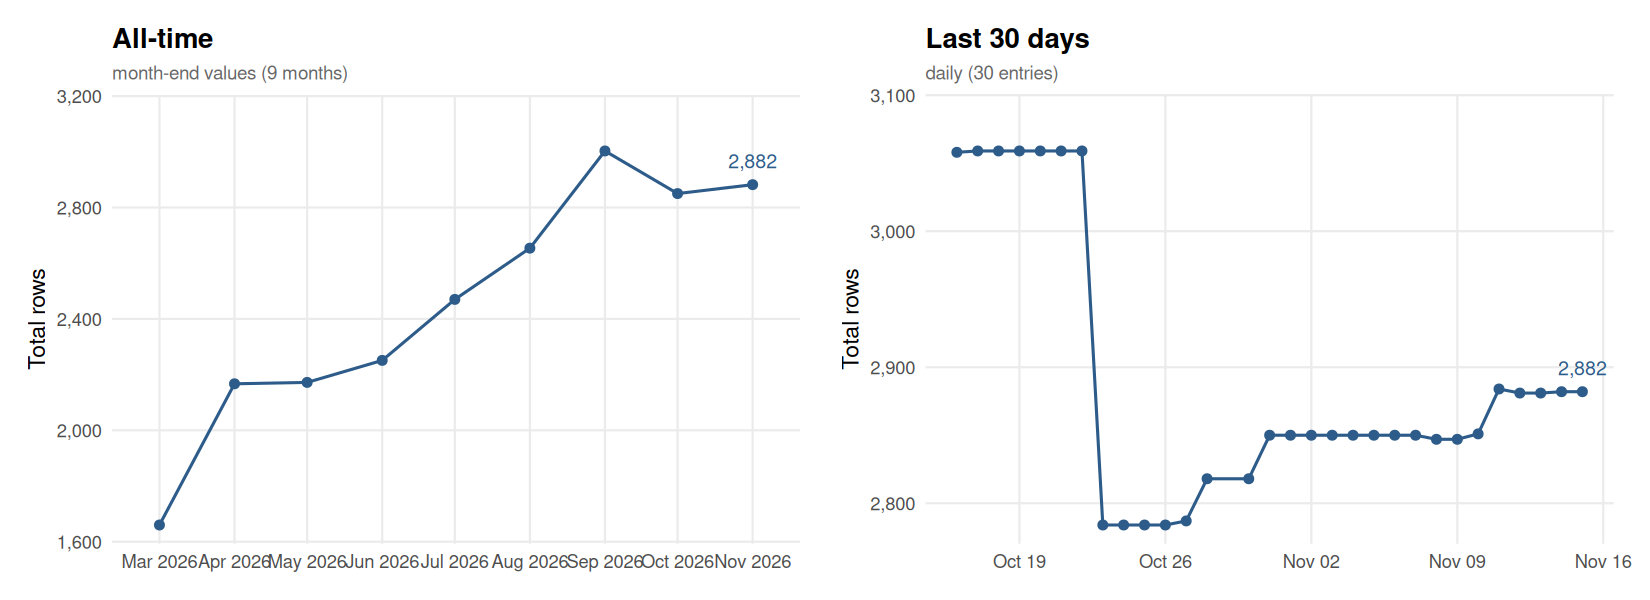 All-time
month-end values (9 months)
Total rows
3,200
2,800
2,400
2,000
1,600
2,882
Mar 2026 Apr 2026 May 2026 Jun 2026 Jul 2026 Aug 2026 Sep 2026 Oct 2026 Nov 2026
Last 30 days
daily (30 entries)
Total rows
3,100
3,000
2,900
2,800
2,882
Oct 19 Oct 26 Nov 02 Nov 09 Nov 16